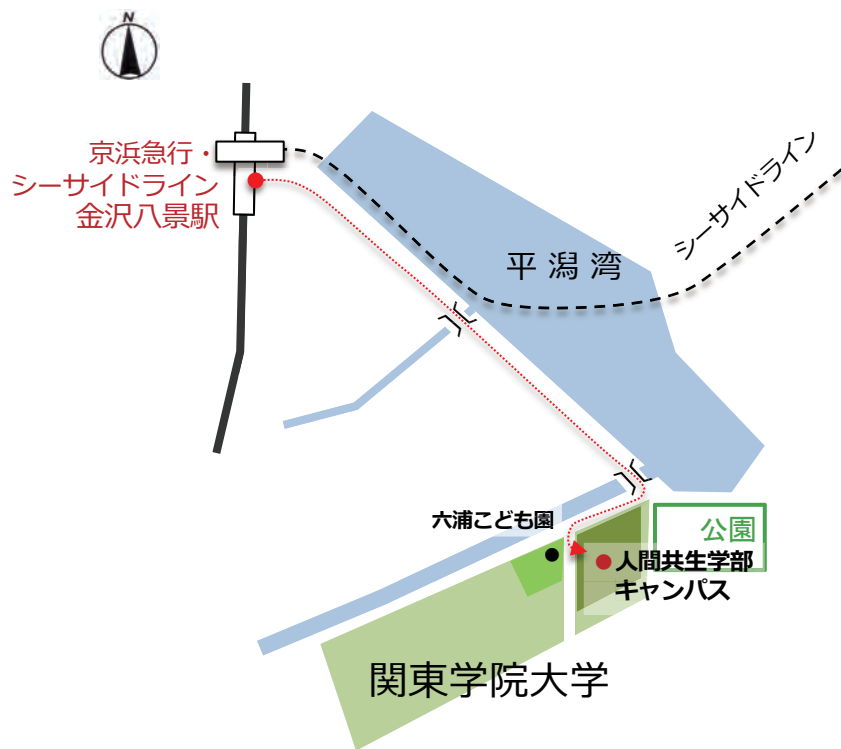 N
京浜急行・
シーサイドライン
金沢八景駅
シーサイドライン
平潟湾
六浦こども園
公園
人間共生学部
キャンパス
関東学院大学